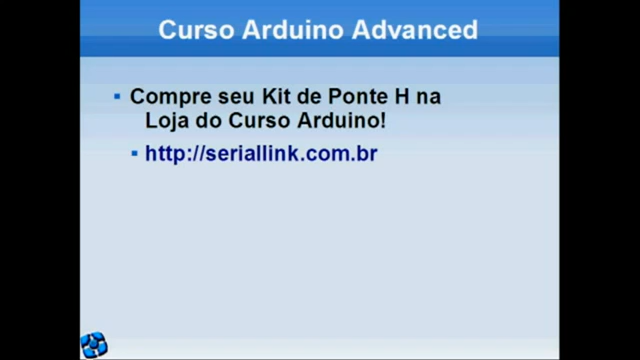 Curso Arduino Advanced
Compre seu Kit de Ponte H na
Loja do Curso Arduino!
http://seriallink.com.br